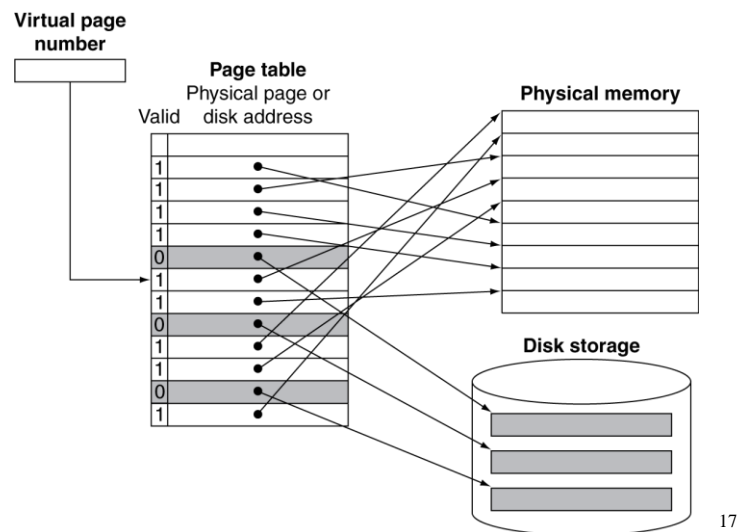 Virtual page
number
Page table
Physical page or
Valid disk address
Physical memory
1
1
1
1
0
1
1
0
1
1
0
1
Disk storage
17